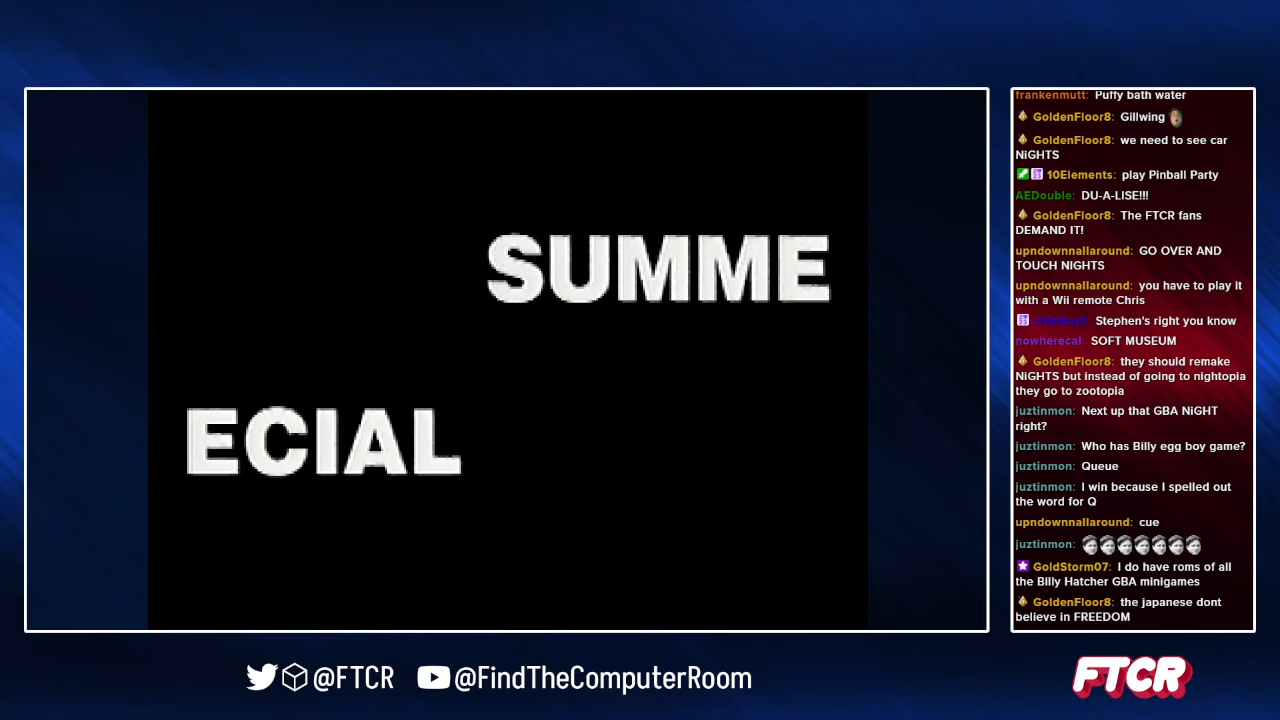 SUMME
ECIAL
frankenmutt: Puffy bath water
GoldenFloor8: Gillwing
GoldenFloor8: we need to see car
NiGHTS
10Elements: play Pinball Party
AEDouble: DU-A-LISE!!!
GoldenFloor8: The FTCR fans
DEMAND IT!
upndownnallaround: GO OVER AND
TOUCH NIGHTS
upndownnallaround: you have to play it
with a Wii remote Chris
Stephen's right you know
nowherecal: SOFT MUSEUM
GoldenFloor8: they should remake
NiGHTS but instead of going to nightopia
they go to zootopia
juztinmon: Next up that GBA NiGHT
right?
juztinmon: Who has Billy egg boy game?
juztinmon: Queue
juztinmon: I win because I spelled out
the word for Q
upndownnallaround: cue
juztinmon:
GoldStorm07: I do have roms of all
the Billy Hatcher GBA minigames
GoldenFloor8: the japanese dont
believe in FREEDOM
@FTCR @FindTheComputerRoom
FTCR